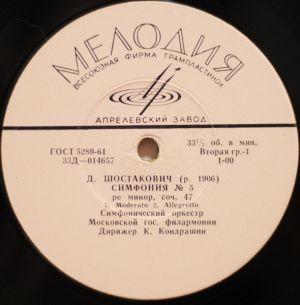 МЕЛОДИЯ
ВСЕСОЮЗНАЯ ФИРМА ГРАМПЛАСТИНОК
АПРЕЛЕВСКИЙ ЗАВОД
ГОСТ 5289-61
33Д—014657
33¹/₃ об. в мин.
Вторая гр.-1
1-00
Д. ШОСТАКОВИЧ (р. 1906)
СИМФОНИЯ № 5
ре минор, соч. 47
1. Moderato 2. Allegretto
Симфонический оркестр
Московской гос. филармонии
Дирижер К. Кондрашин